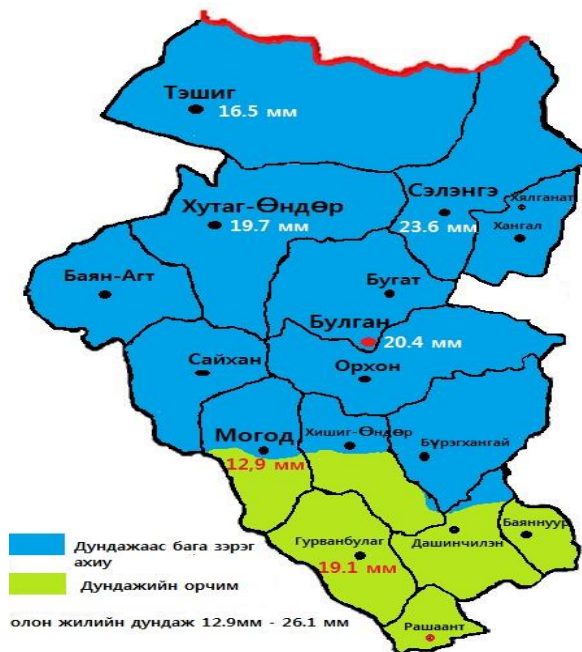 Тэшиг
16.5 мм
Сэлэнгэ
Хялганат
Хутаг-Өндөр
19.7 мм
23.6 мм
Хангал
Баян-Агт
Бугат
Булган
20.4 мм
Сайхан
Орхон
Могод
Хишиг-Өндөр
Бүрэгхангай
12,9 мм
Гурванбулаг
Дашинчилэн
Баяннуур
19.1 мм
Дундажаас бага зэрэг
ахиу
Дундажийн орчим
олон жилийн дундаж 12.9мм - 26.1 мм
Рашаант